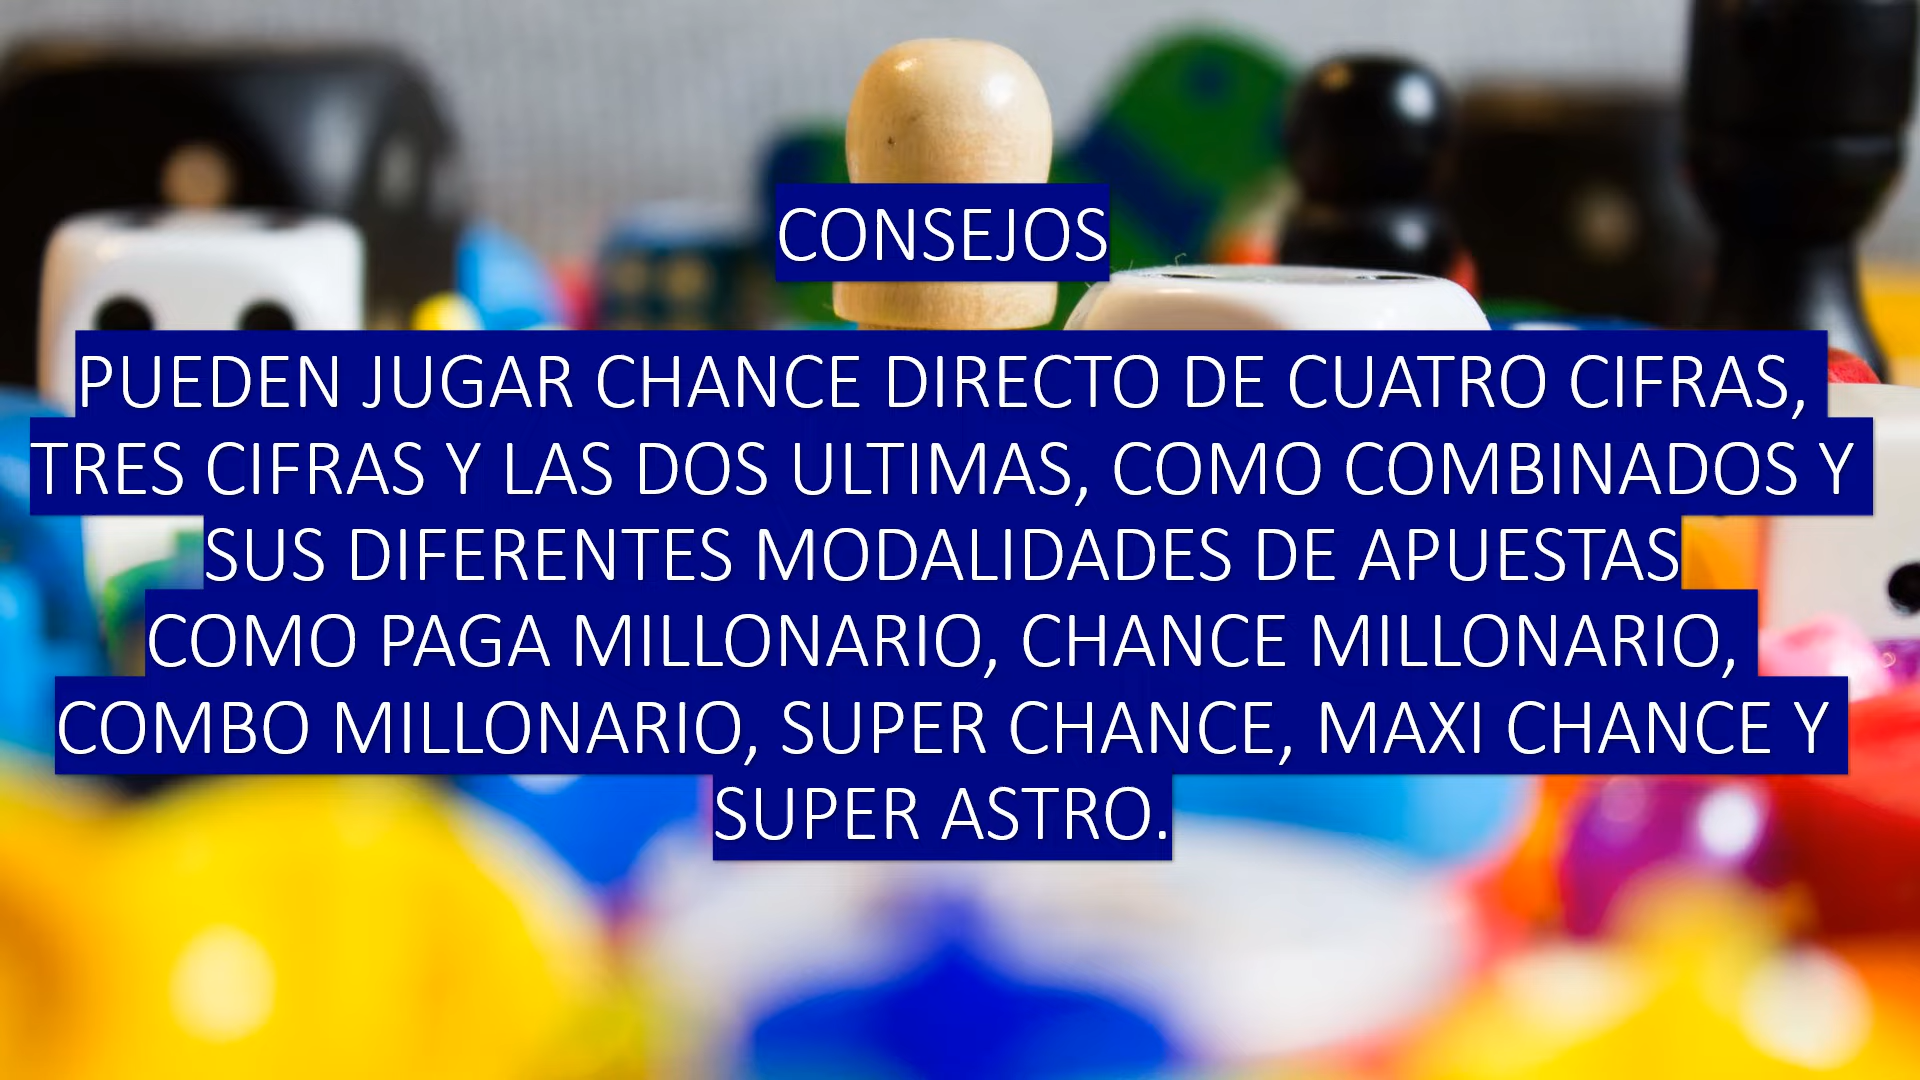 CONSEJOS
PUEDEN JUGAR CHANCE DIRECTO DE CUATRO CIFRAS,
TRES CIFRAS Y LAS DOS ULTIMAS, COMO COMBINADOS Y
SUS DIFERENTES MODALIDADES DE APUESTAS
COMO PAGA MILLONARIO, CHANCE MILLONARIO,
COMBO MILLONARIO, SUPER CHANCE, MAXI CHANCE Y
SUPER ASTRO.